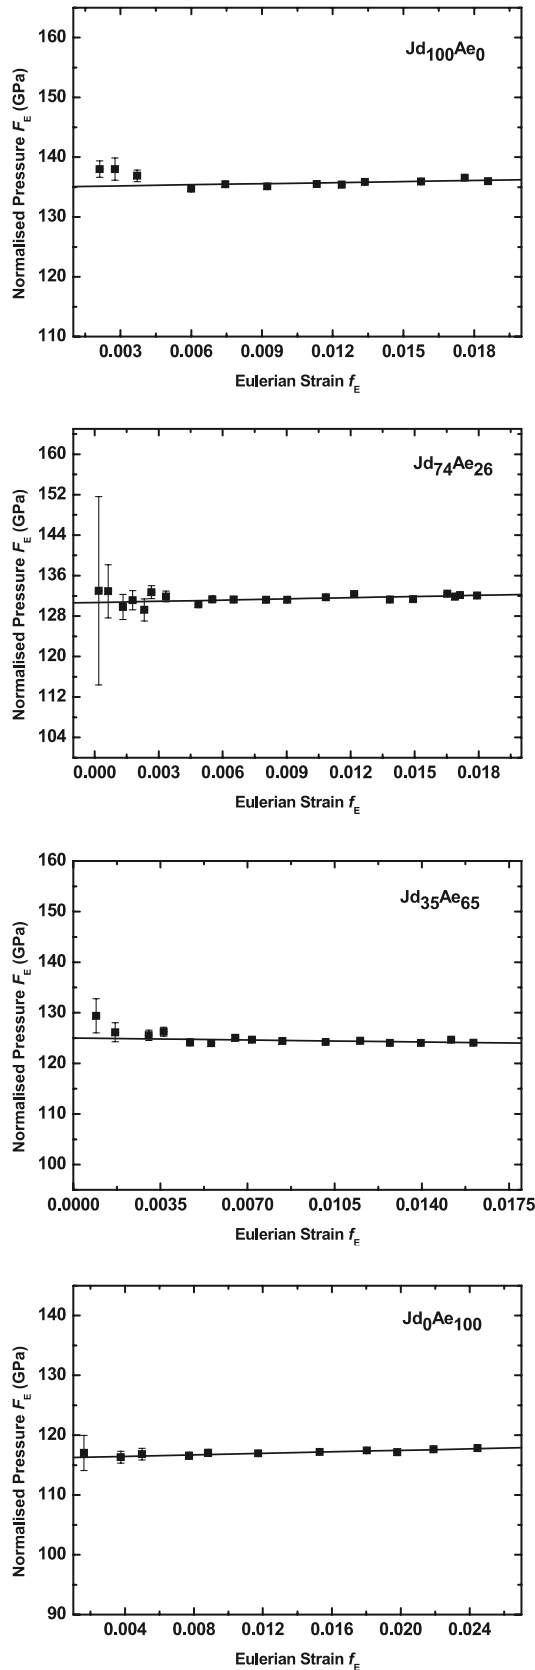 Jd100Ae0
Normalised Pressure FE (GPa)
160
150
140
130
120
110
0.003 0.006 0.009 0.012 0.015 0.018
Eulerian Strain fE
Jd74Ae26
Normalised Pressure FE (GPa)
160
152
144
136
128
120
112
104
0.000 0.003 0.006 0.009 0.012 0.015 0.018
Eulerian Strain fE
Jd35Ae65
Normalised Pressure FE (GPa)
160
150
140
130
120
110
100
0.0000 0.0035 0.0070 0.0105 0.0140 0.0175
Eulerian Strain fE
Jd0Ae100
Normalised Pressure FE (GPa)
140
130
120
110
100
90
0.004 0.008 0.012 0.016 0.020 0.024
Eulerian Strain fE